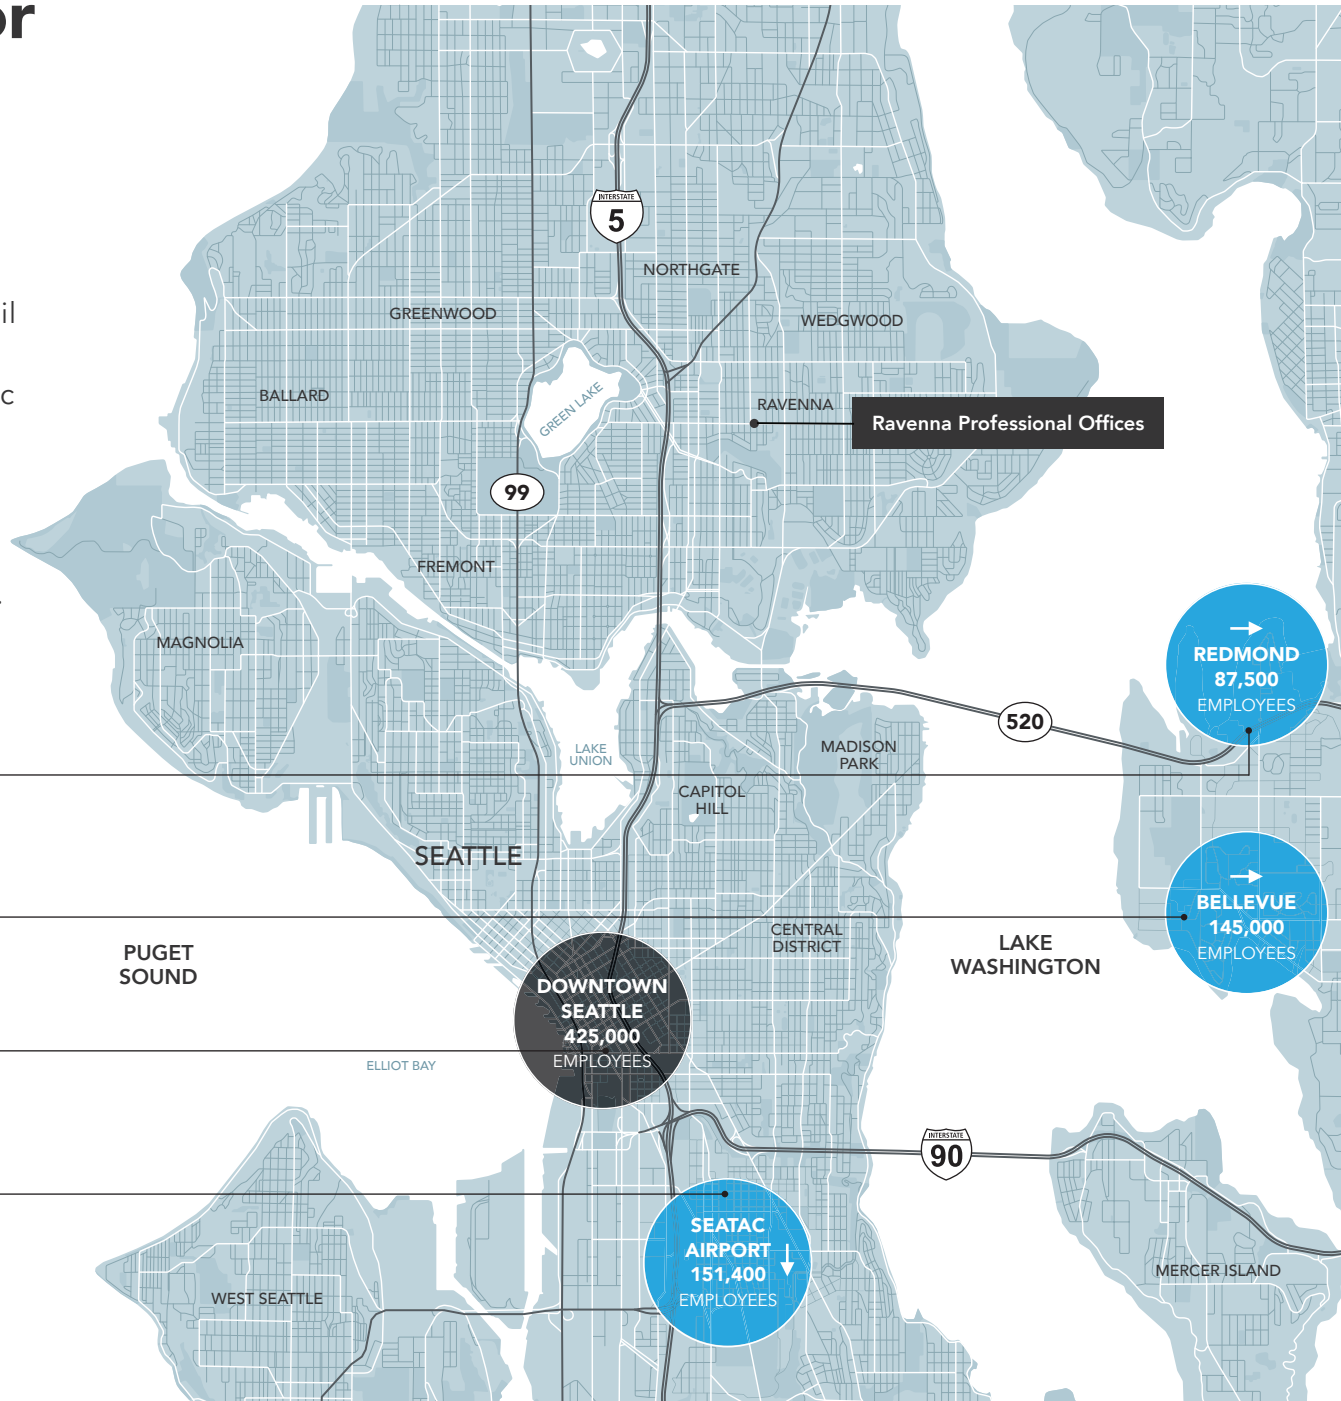 or
INTERSTATE
5
NORTHGATE
il
GREENWOOD
WEDGWOOD
c
BALLARD
GREEN LAKE
RAVENNA
Ravenna Professional Offices
99
FREMONT
MAGNOLIA
REDMOND
87,500
EMPLOYEES
520
LAKE
UNION
MADISON
PARK
CAPITOL
HILL
SEATTLE
BELLEVUE
145,000
EMPLOYEES
CENTRAL
DISTRICT
PUGET
SOUND
LAKE
WASHINGTON
DOWNTOWN
SEATTLE
425,000
EMPLOYEES
ELLIOT BAY
INTERSTATE
90
SEATAC
AIRPORT
151,400
EMPLOYEES
MERCER ISLAND
WEST SEATTLE